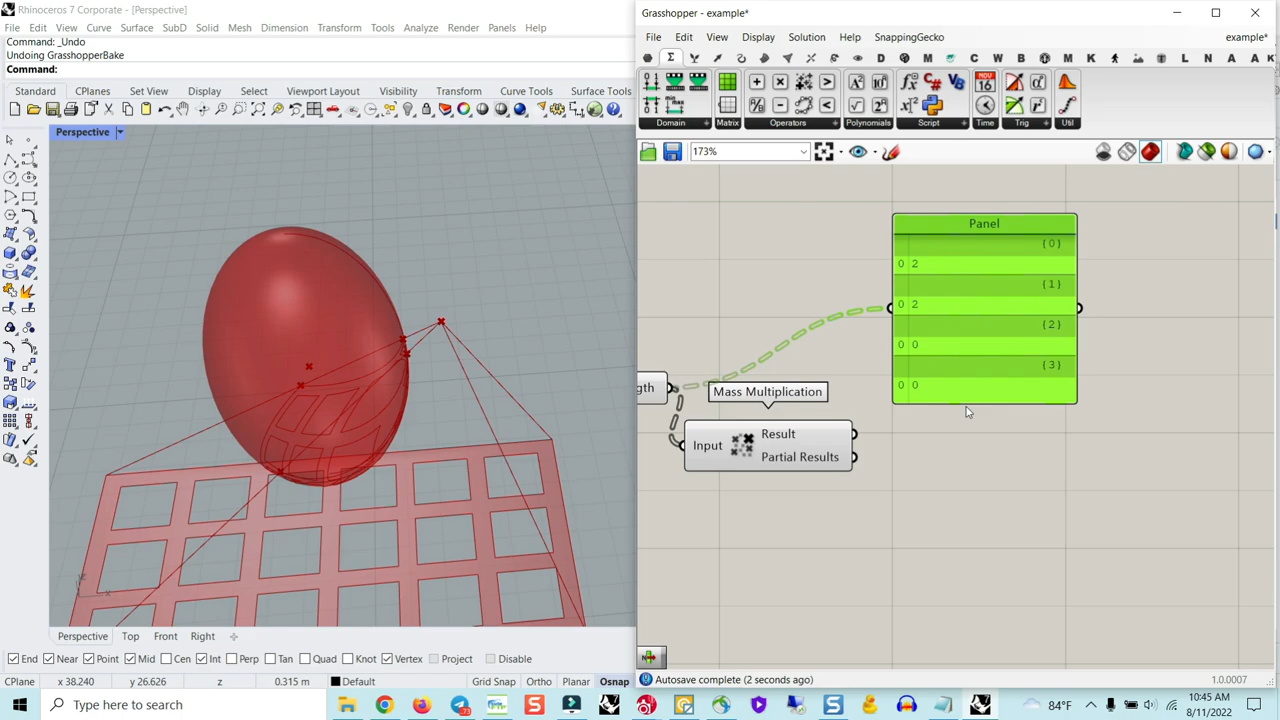 Rhinoceros 7 Corporate - [Perspective]
File Edit View Curve Surface SubD Solid Mesh Dimension Transform Tools Analyze Render Panels Help
Command: _Undo
Undoing GrasshopperBake
Command:
Standard CPlanes Set View Display Select Viewport Layout Visibility Transform Curve Tools Surface Tools
Perspective
Perspective Top Front Right
End Near Point Mid Cen Int Perp Tan Quad Knot Vertex Project Disable
CPlane x 38.240 y 26.626 z 0.315 m Default Grid Snap Ortho Planar Osnap
Grasshopper - example*
File Edit View Display Solution Help SnappingGecko example*
Domain Matrix Operators Polynomials Script Time Trig Util
173%
Panel
{0}
0 2
{1}
0 2
{2}
0 0
{3}
0 0
gth
Mass Multiplication
Input Result
Partial Results
Autosave complete (2 seconds ago) 1.0.0007
Type here to search
73
84°F
10:45 AM
8/11/2022